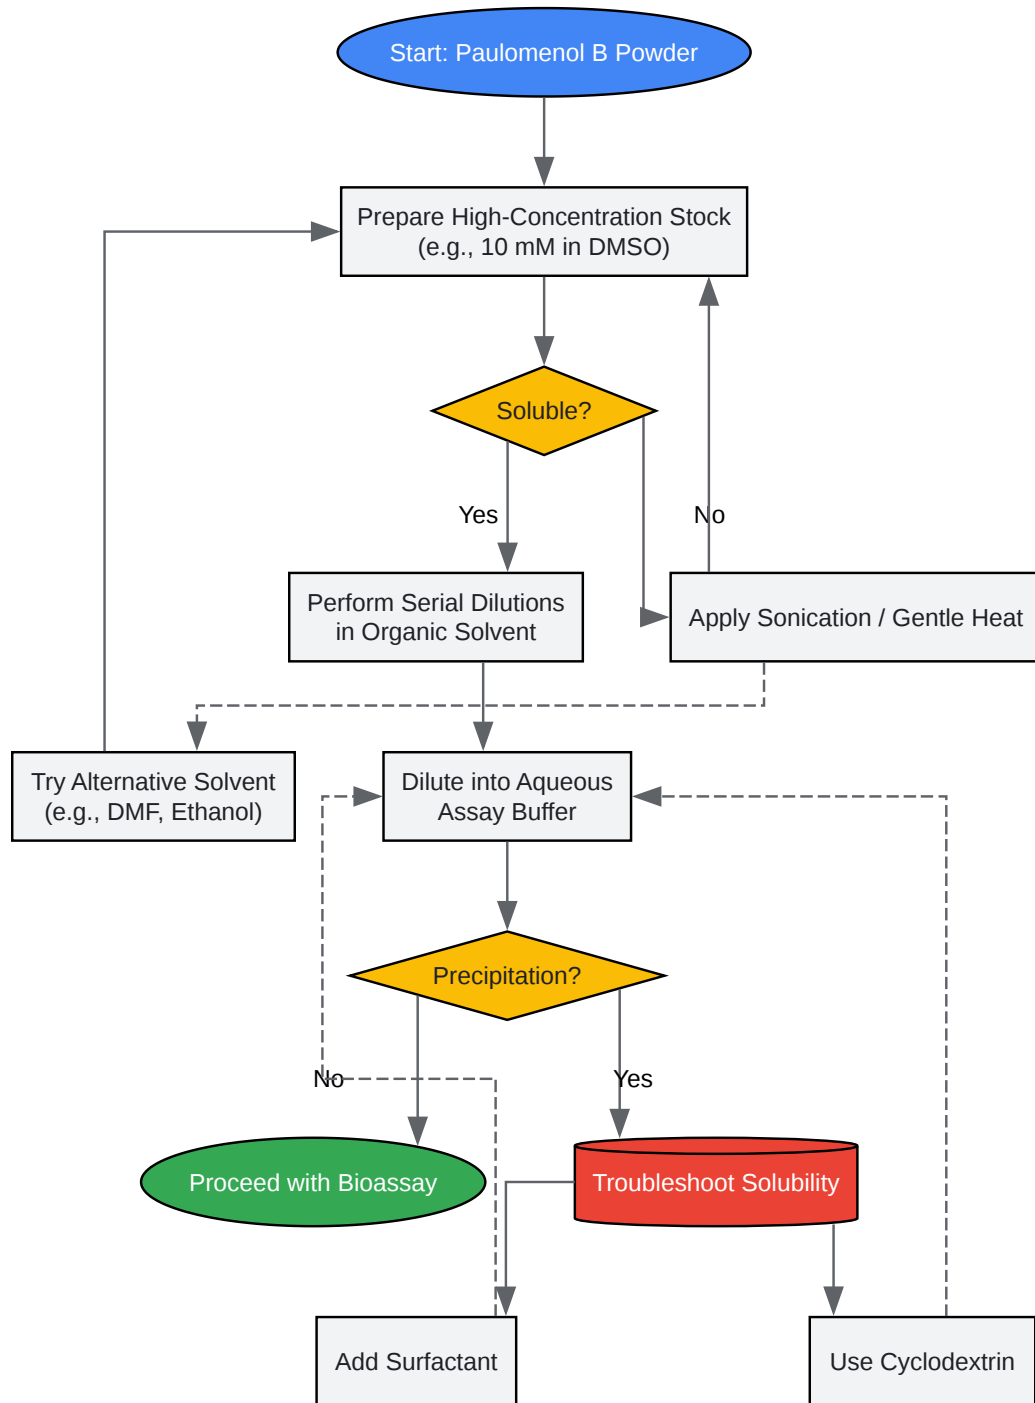 Start: Paulomenol B Powder
Prepare High-Concentration Stock
(e.g., 10 mM in DMSO)
Soluble?
Yes
No
Perform Serial Dilutions
in Organic Solvent
Apply Sonication / Gentle Heat
Try Alternative Solvent
(e.g., DMF, Ethanol)
Dilute into Aqueous
Assay Buffer
Precipitation?
No
Yes
Proceed with Bioassay
Troubleshoot Solubility
Add Surfactant
Use Cyclodextrin